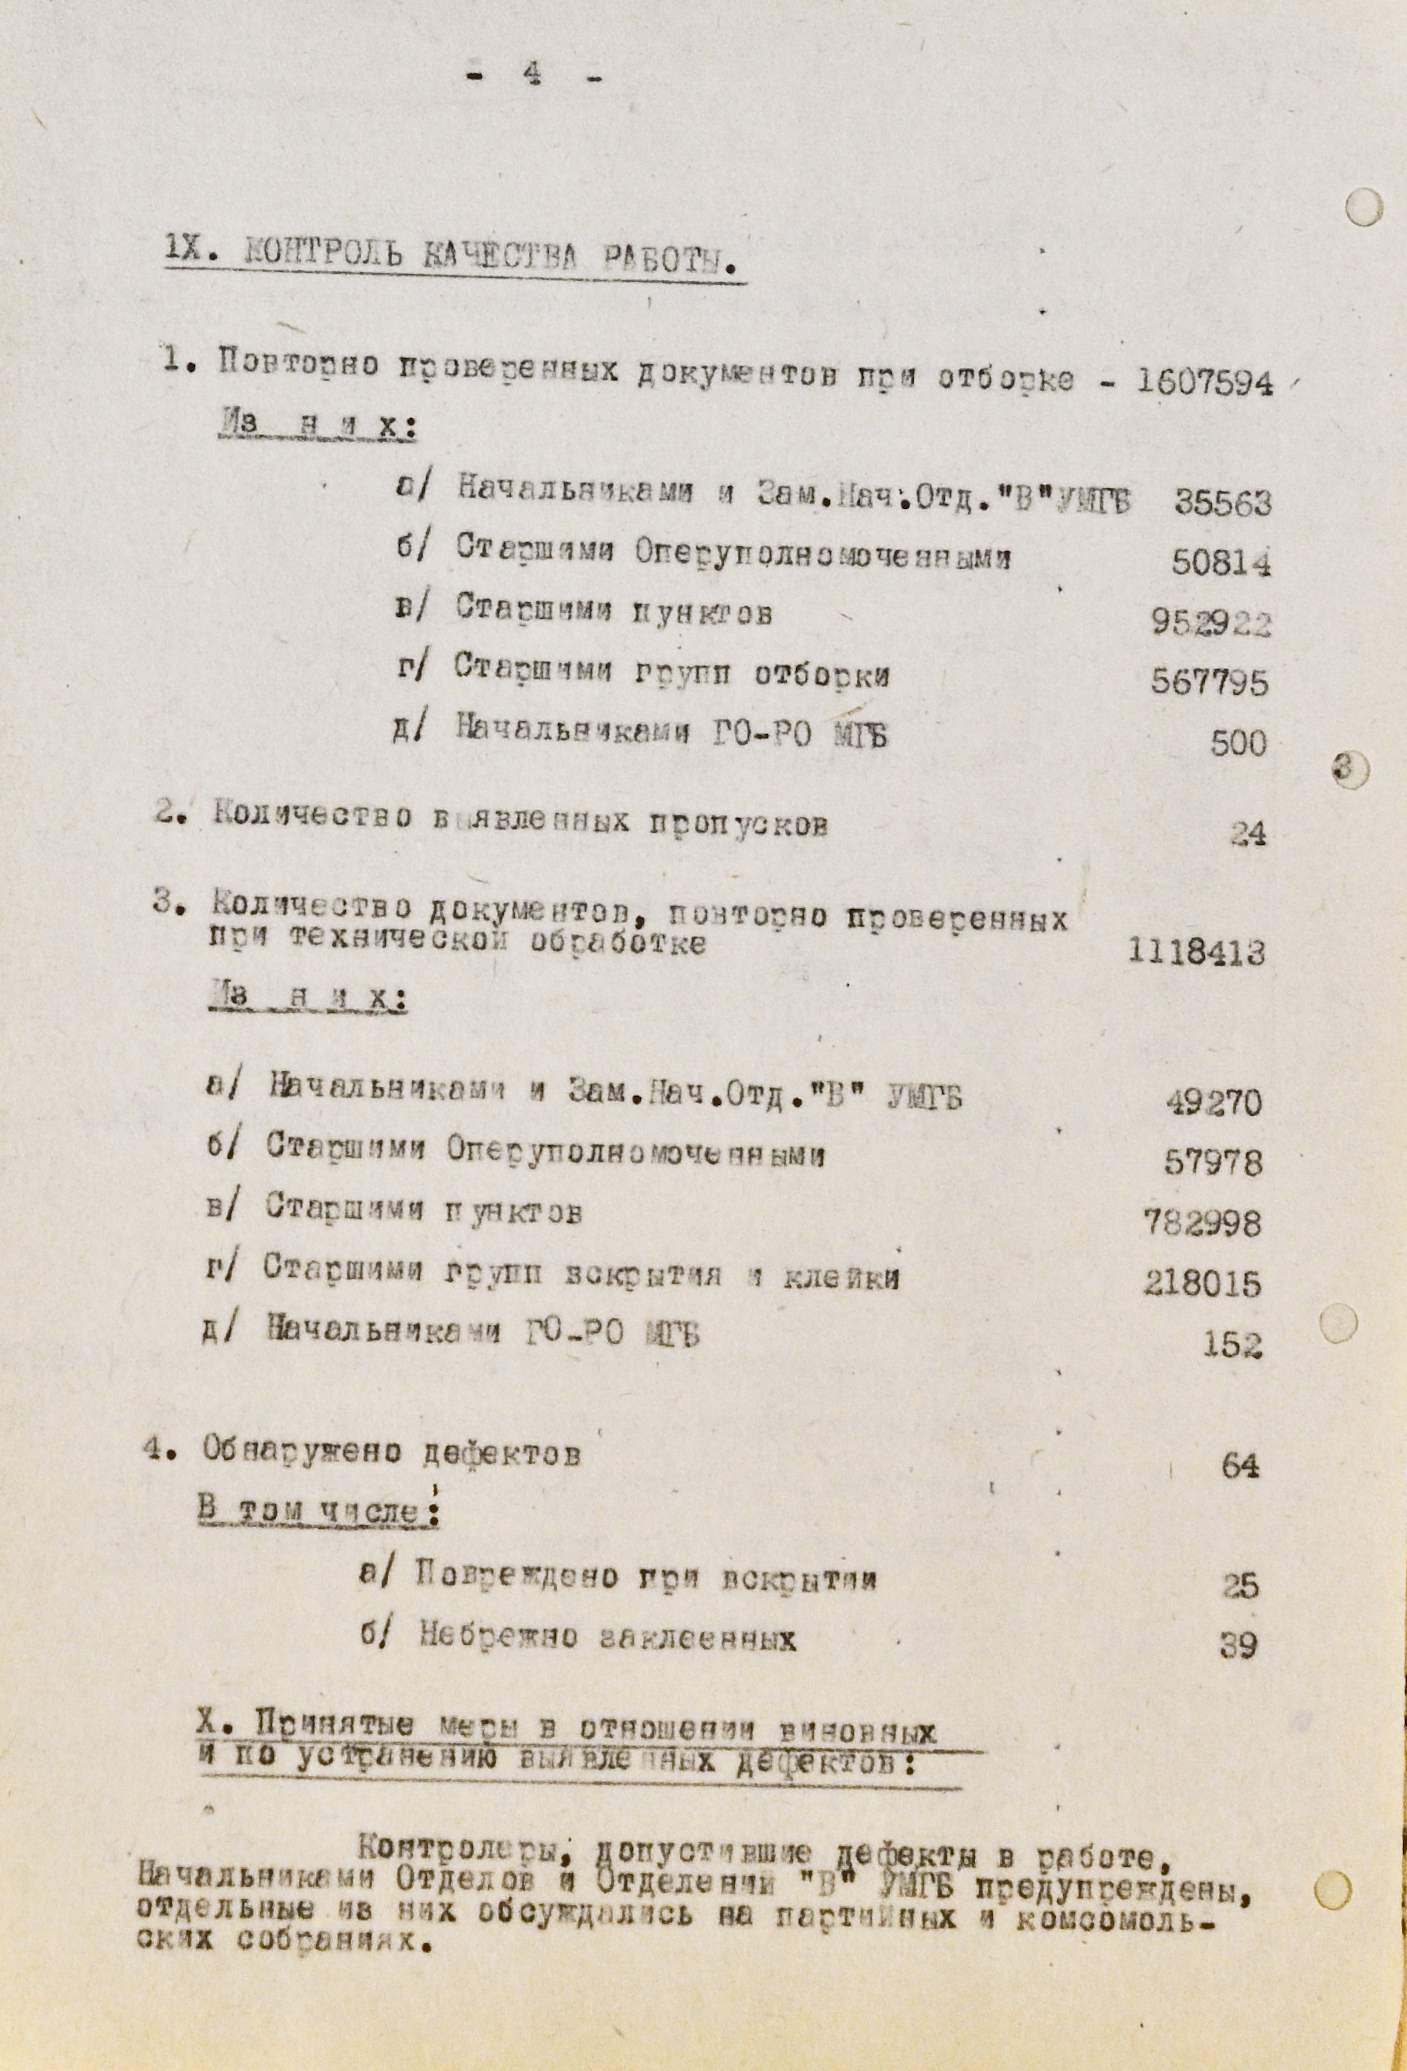 - 4 -
1Х. КОНТРОЛЬ КАЧЕСТВА РАБОТЫ.
1. Повторно проверенных документов при отборке - 1607594
Из н и х:
а/ Начальниками и Зам.Нач.Отд."В"УМГБ 35563
б/ Старшими Оперуполномоченными 50814
в/ Старшими пунктов 952922
г/ Старшими групп отборки 567795
д/ Начальниками ГО-РО МГБ 500
3
2. Количество выявленных пропусков 24
3. Количество документов, повторно проверенных
при технической обработке 1118413
Из н и х:
а/ Начальниками и Зам.Нач.Отд."В" УМГБ 49270
б/ Старшими Оперуполномоченными 57978
в/ Старшими пунктов 782998
г/ Старшими групп вскрытия и клейки 218015
д/ Начальниками ГО-РО МГБ 152
4. Обнаружено дефектов 64
В том числе:
а/ Повреждено при вскрытии 25
б/ Небрежно заклеенных 39
Х. Принятые меры в отношении виновных
и по устранению выявленных дефектов:
Контролеры, допустившие дефекты в работе,
Начальниками Отделов и Отделений "В" УМГБ предупреждены,
отдельные из них обсуждались на партийных и комсомоль-
ских собраниях.